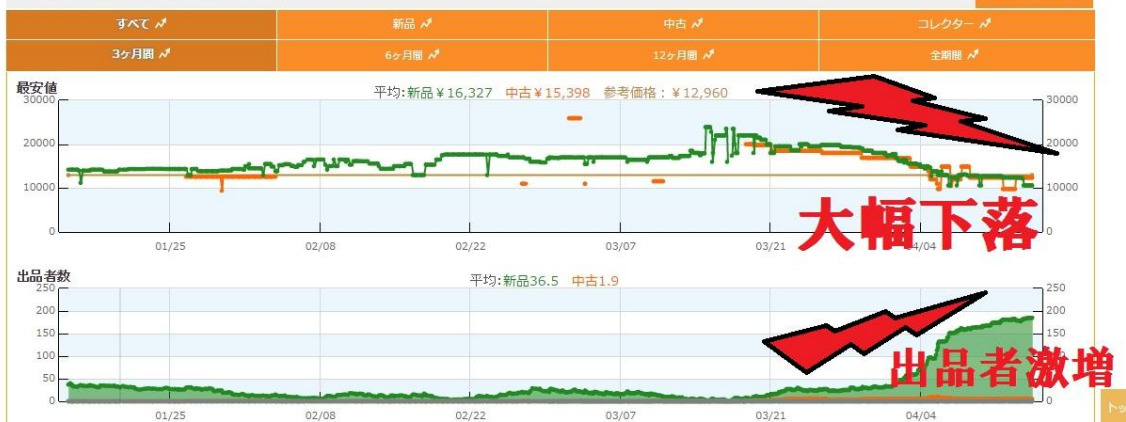 すべて 新品 中古 コレクター
3ヶ月間 6ヶ月間 12ヶ月間 全期間
最安値
平均:新品￥16,327 中古￥15,398 参考価格：￥12,960
30000 30000
20000 20000
10000 10000
0 0
01/25 02/08 02/22 03/07 03/21 04/04
大幅下落
出品者数
平均:新品36.5 中古1.9
250 250
200 200
150 150
100 100
50 50
0 0
01/25 02/08 02/22 03/07 03/21 04/04
出品者激増